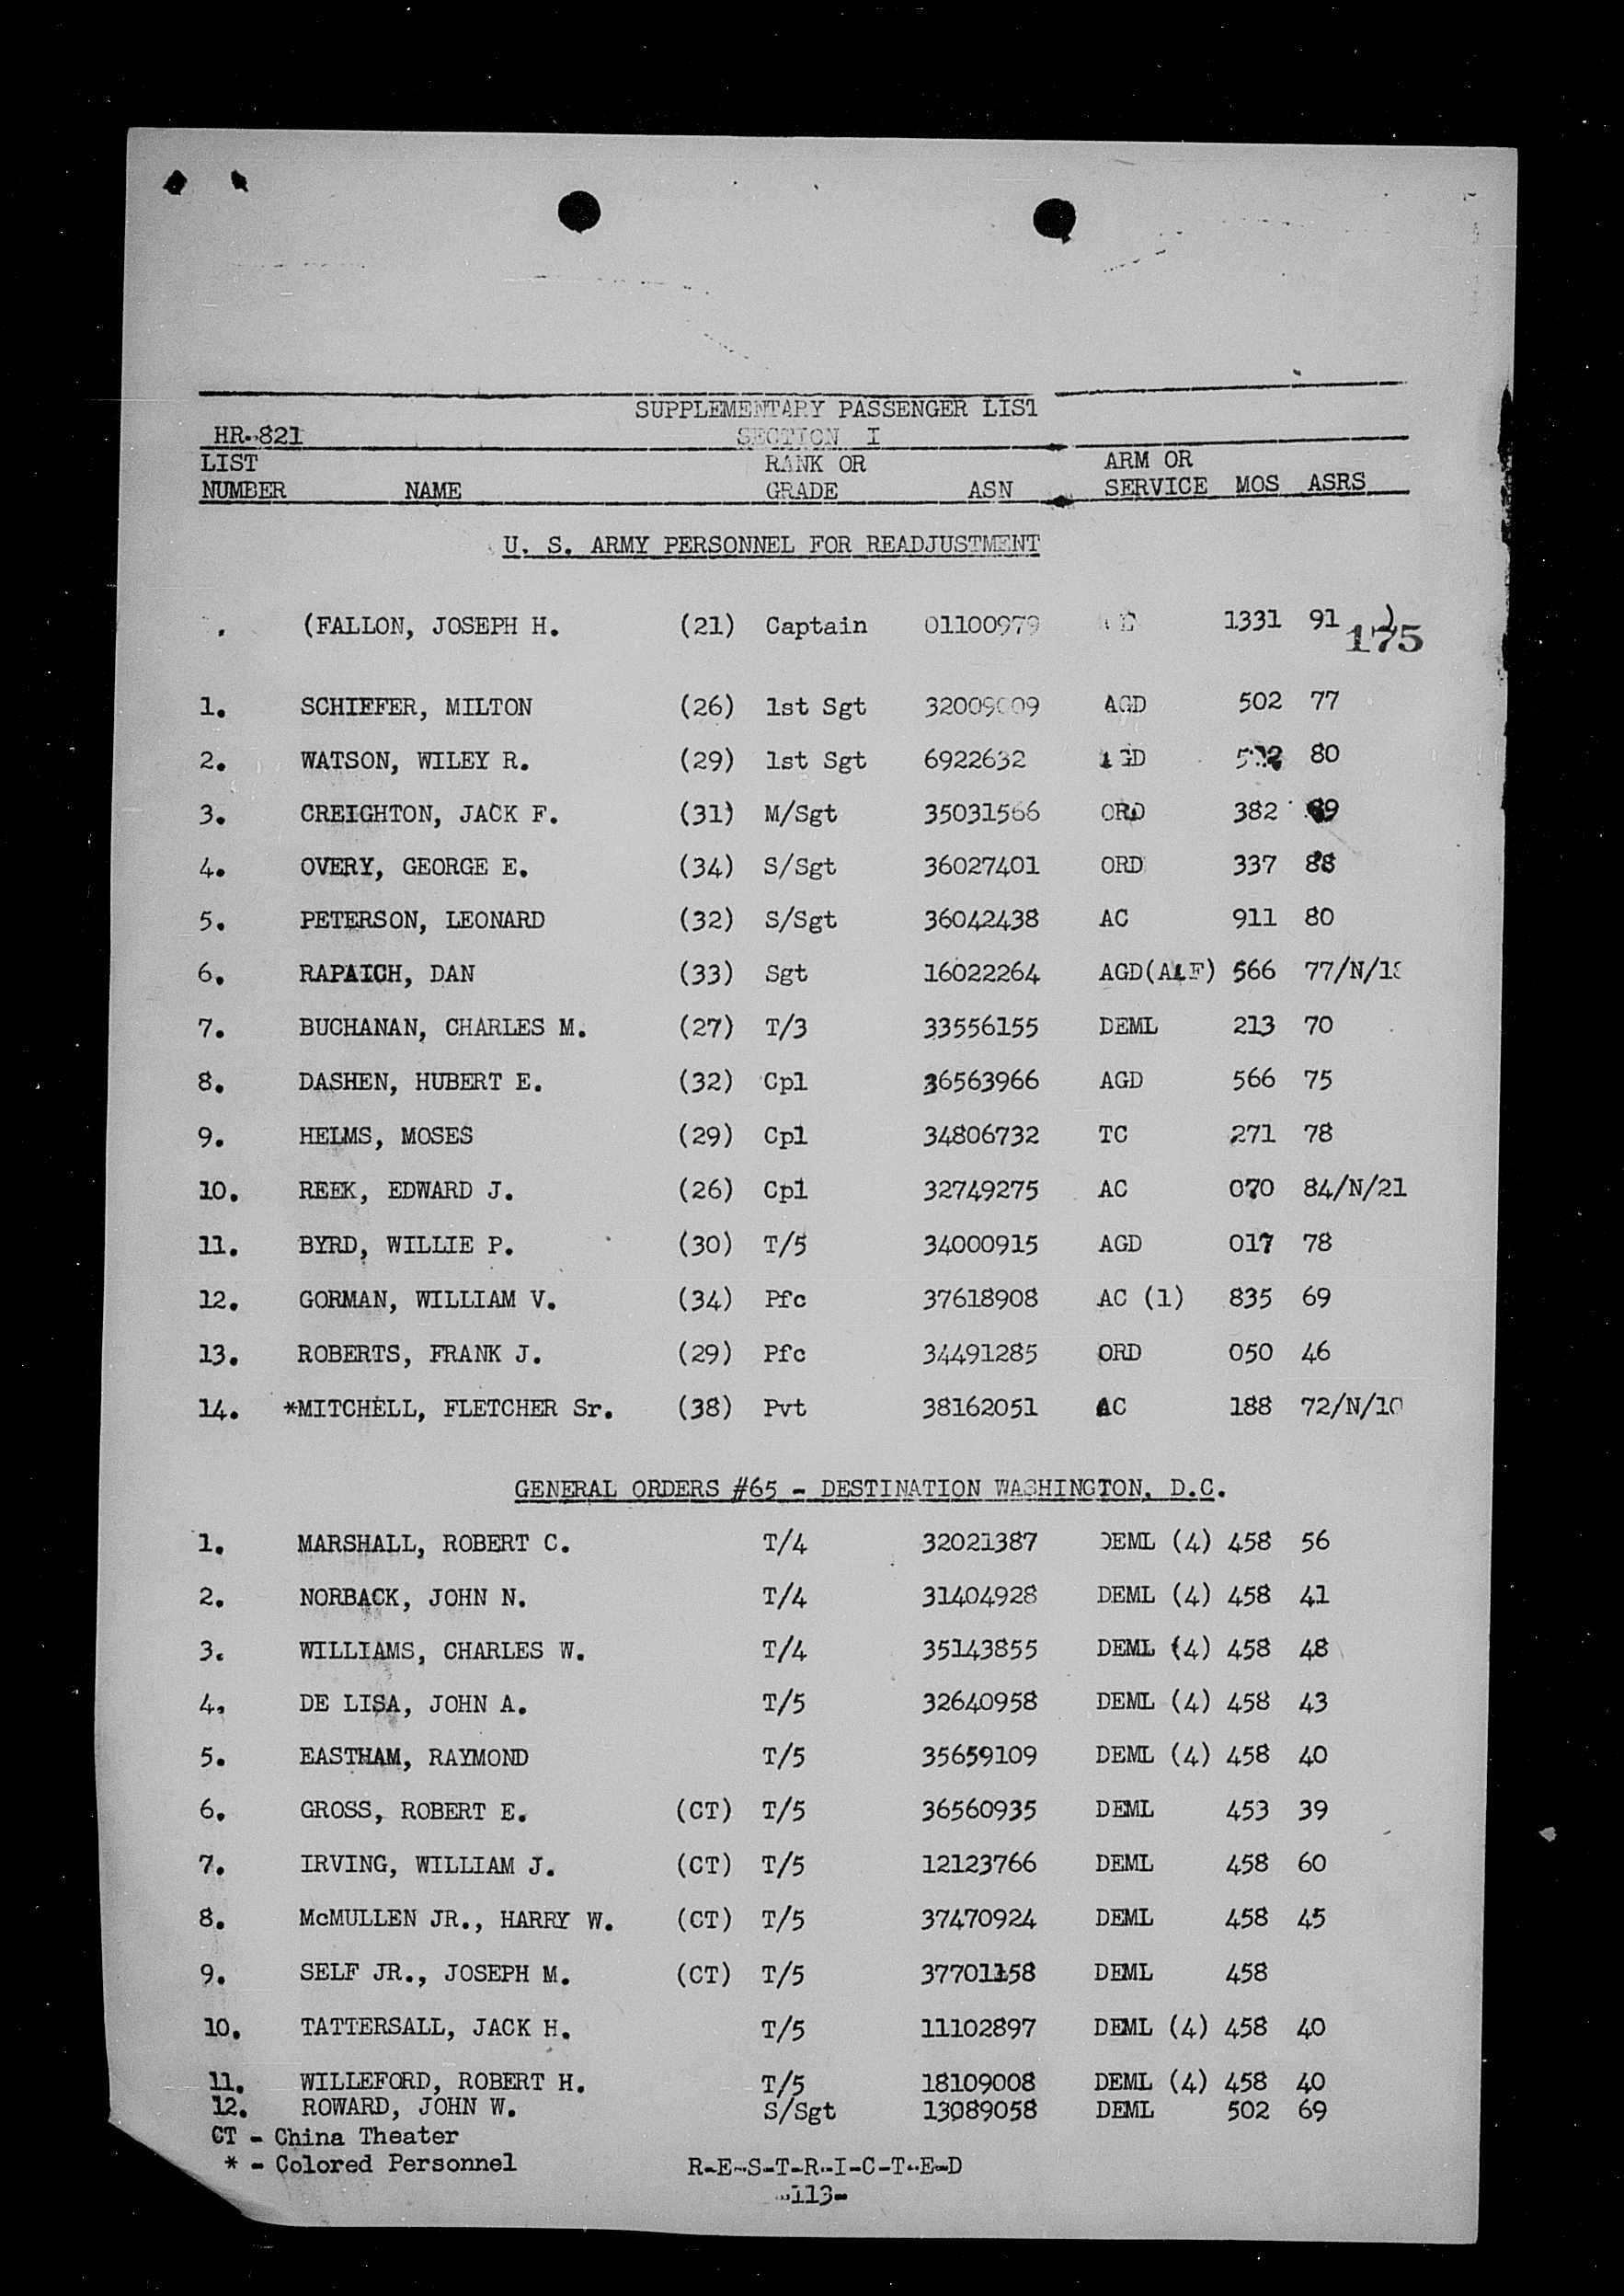 SUPPLEMENTARY PASSENGER LIST
HR-821 SECTION I
LIST RANK OR ARM OR
NUMBER NAME GRADE ASN SERVICE MOS ASRS
U. S. ARMY PERSONNEL FOR READJUSTMENT
(FALLON, JOSEPH H. (21) Captain 01100979 1331 91 )
175
1. SCHIEFER, MILTON (26) 1st Sgt 32009009 AGD 502 77
2. WATSON, WILEY R. (29) 1st Sgt 6922632 AGD 502 80
3. CREIGHTON, JACK F. (31) M/Sgt 35031566 ORD 382 89
4. OVERY, GEORGE E. (34) S/Sgt 36027401 ORD 337 88
5. PETERSON, LEONARD (32) S/Sgt 36042438 AC 911 80
6. RAPAICH, DAN (33) Sgt 16022264 AGD(AAF) 566 77/N/18
7. BUCHANAN, CHARLES M. (27) T/3 33556155 DEML 213 70
8. DASHEN, HUBERT E. (32) Cpl 36563966 AGD 566 75
9. HELMS, MOSES (29) Cpl 34806732 TC 271 78
10. REEK, EDWARD J. (26) Cpl 32749275 AC 070 84/N/21
11. BYRD, WILLIE P. (30) T/5 34000915 AGD 017 78
12. GORMAN, WILLIAM V. (34) Pfc 37618908 AC (1) 835 69
13. ROBERTS, FRANK J. (29) Pfc 34491285 ORD 050 46
14. *MITCHELL, FLETCHER Sr. (38) Pvt 38162051 AC 188 72/N/10
GENERAL ORDERS #65 - DESTINATION WASHINGTON, D.C.
1. MARSHALL, ROBERT C. T/4 32021387 DEML (4) 458 56
2. NORBACK, JOHN N. T/4 31404928 DEML (4) 458 41
3. WILLIAMS, CHARLES W. T/4 35143855 DEML (4) 458 48
4. DE LISA, JOHN A. T/5 32640958 DEML (4) 458 43
5. EASTHAM, RAYMOND T/5 35659109 DEML (4) 458 40
6. GROSS, ROBERT E. (CT) T/5 36560935 DEML 453 39
7. IRVING, WILLIAM J. (CT) T/5 12123766 DEML 458 60
8. McMULLEN JR., HARRY W. (CT) T/5 37470924 DEML 458 45
9. SELF JR., JOSEPH M. (CT) T/5 37701158 DEML 458
10. TATTERSALL, JACK H. T/5 11102897 DEML (4) 458 40
11. WILLEFORD, ROBERT H. T/5 18109008 DEML (4) 458 40
12. ROWARD, JOHN W. S/Sgt 13089058 DEML 502 69
CT - China Theater
* - Colored Personnel R-E-S-T-R-I-C-T-E-D
-113-